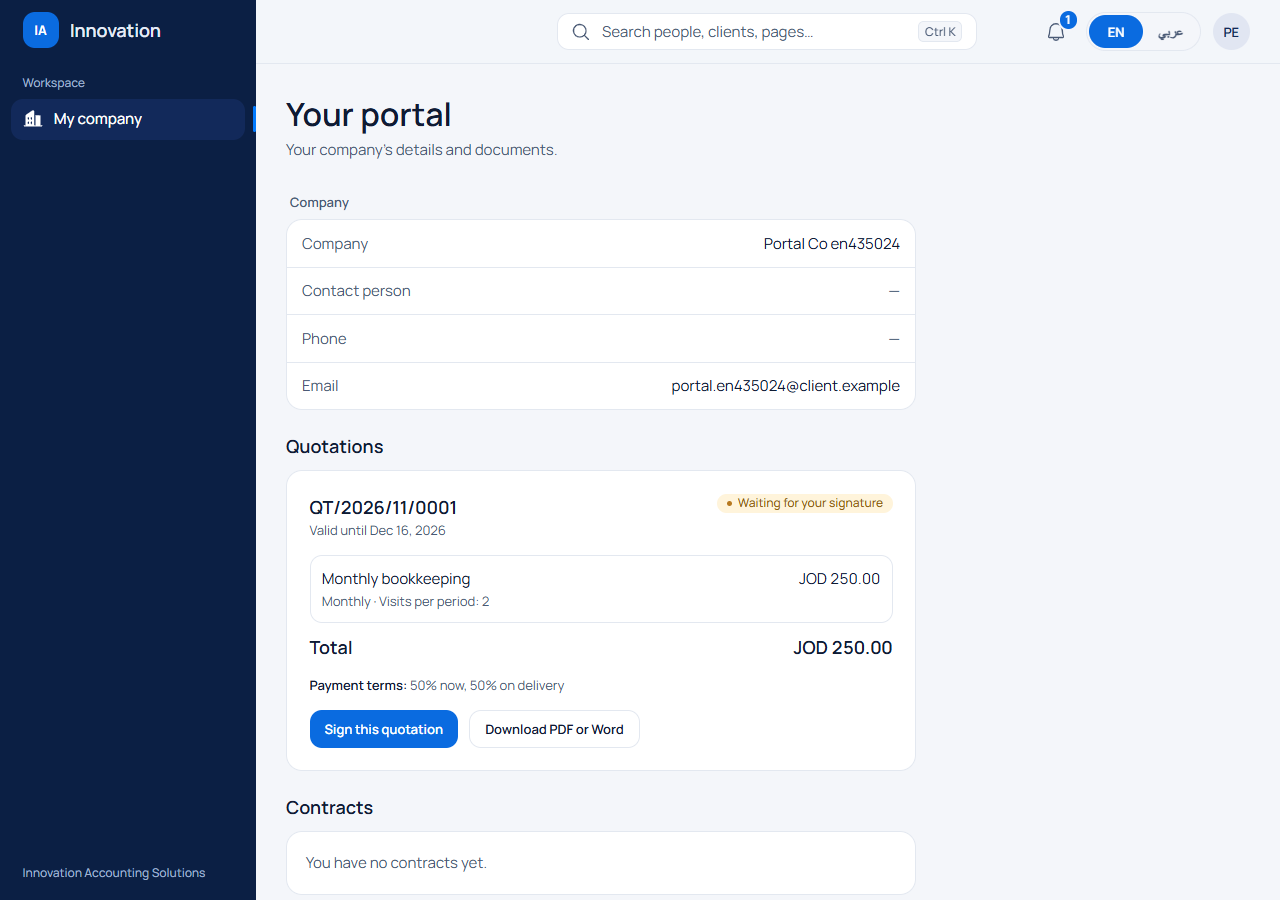 IA Innovation
Search people, clients, pages... Ctrl K
1
EN عربي PE
Workspace
My company
Your portal
Your company's details and documents.
Company
Company Portal Co en435024
Contact person —
Phone —
Email portal.en435024@client.example
Quotations
QT/2026/11/0001 Waiting for your signature
Valid until Dec 16, 2026
Monthly bookkeeping JOD 250.00
Monthly · Visits per period: 2
Total JOD 250.00
Payment terms: 50% now, 50% on delivery
Sign this quotation Download PDF or Word
Contracts
You have no contracts yet.
Innovation Accounting Solutions